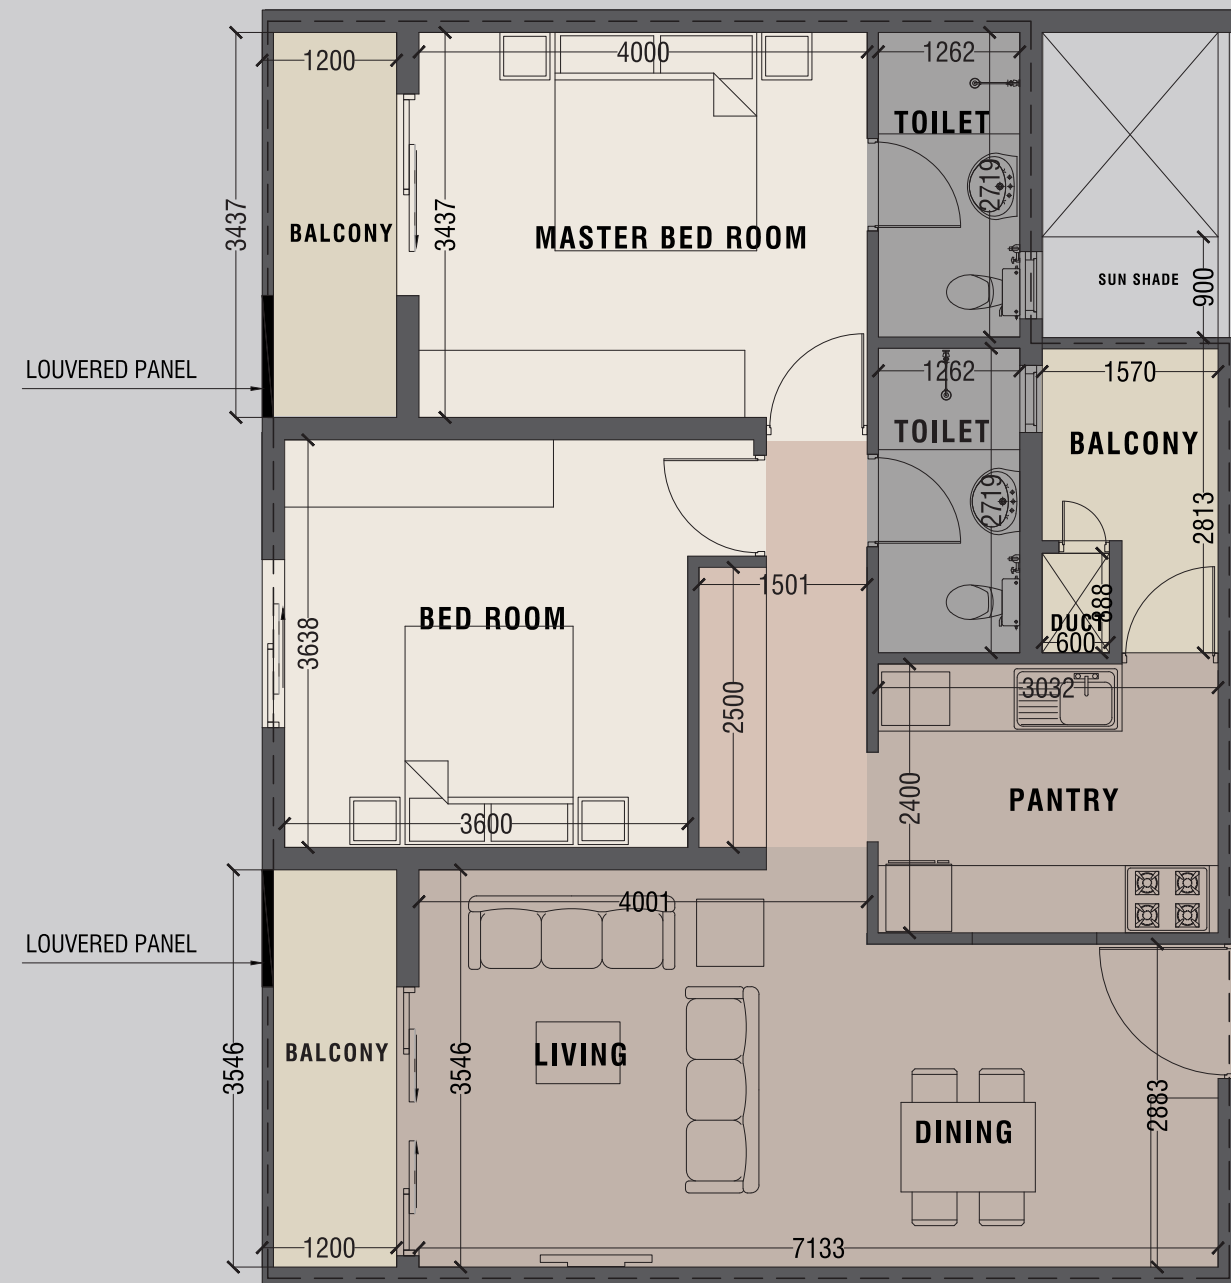 1200
4000
1262
TOILET
2719
3437
BALCONY
3437
MASTER BED ROOM
SUN SHADE
900
LOUVERED PANEL
1262
1570
TOILET
BALCONY
2719
2813
1501
388
DUCT
600
BED ROOM
3638
3032
2500
2400
PANTRY
3600
4001
LOUVERED PANEL
3546
BALCONY
3546
LIVING
DINING
2883
1200
7133